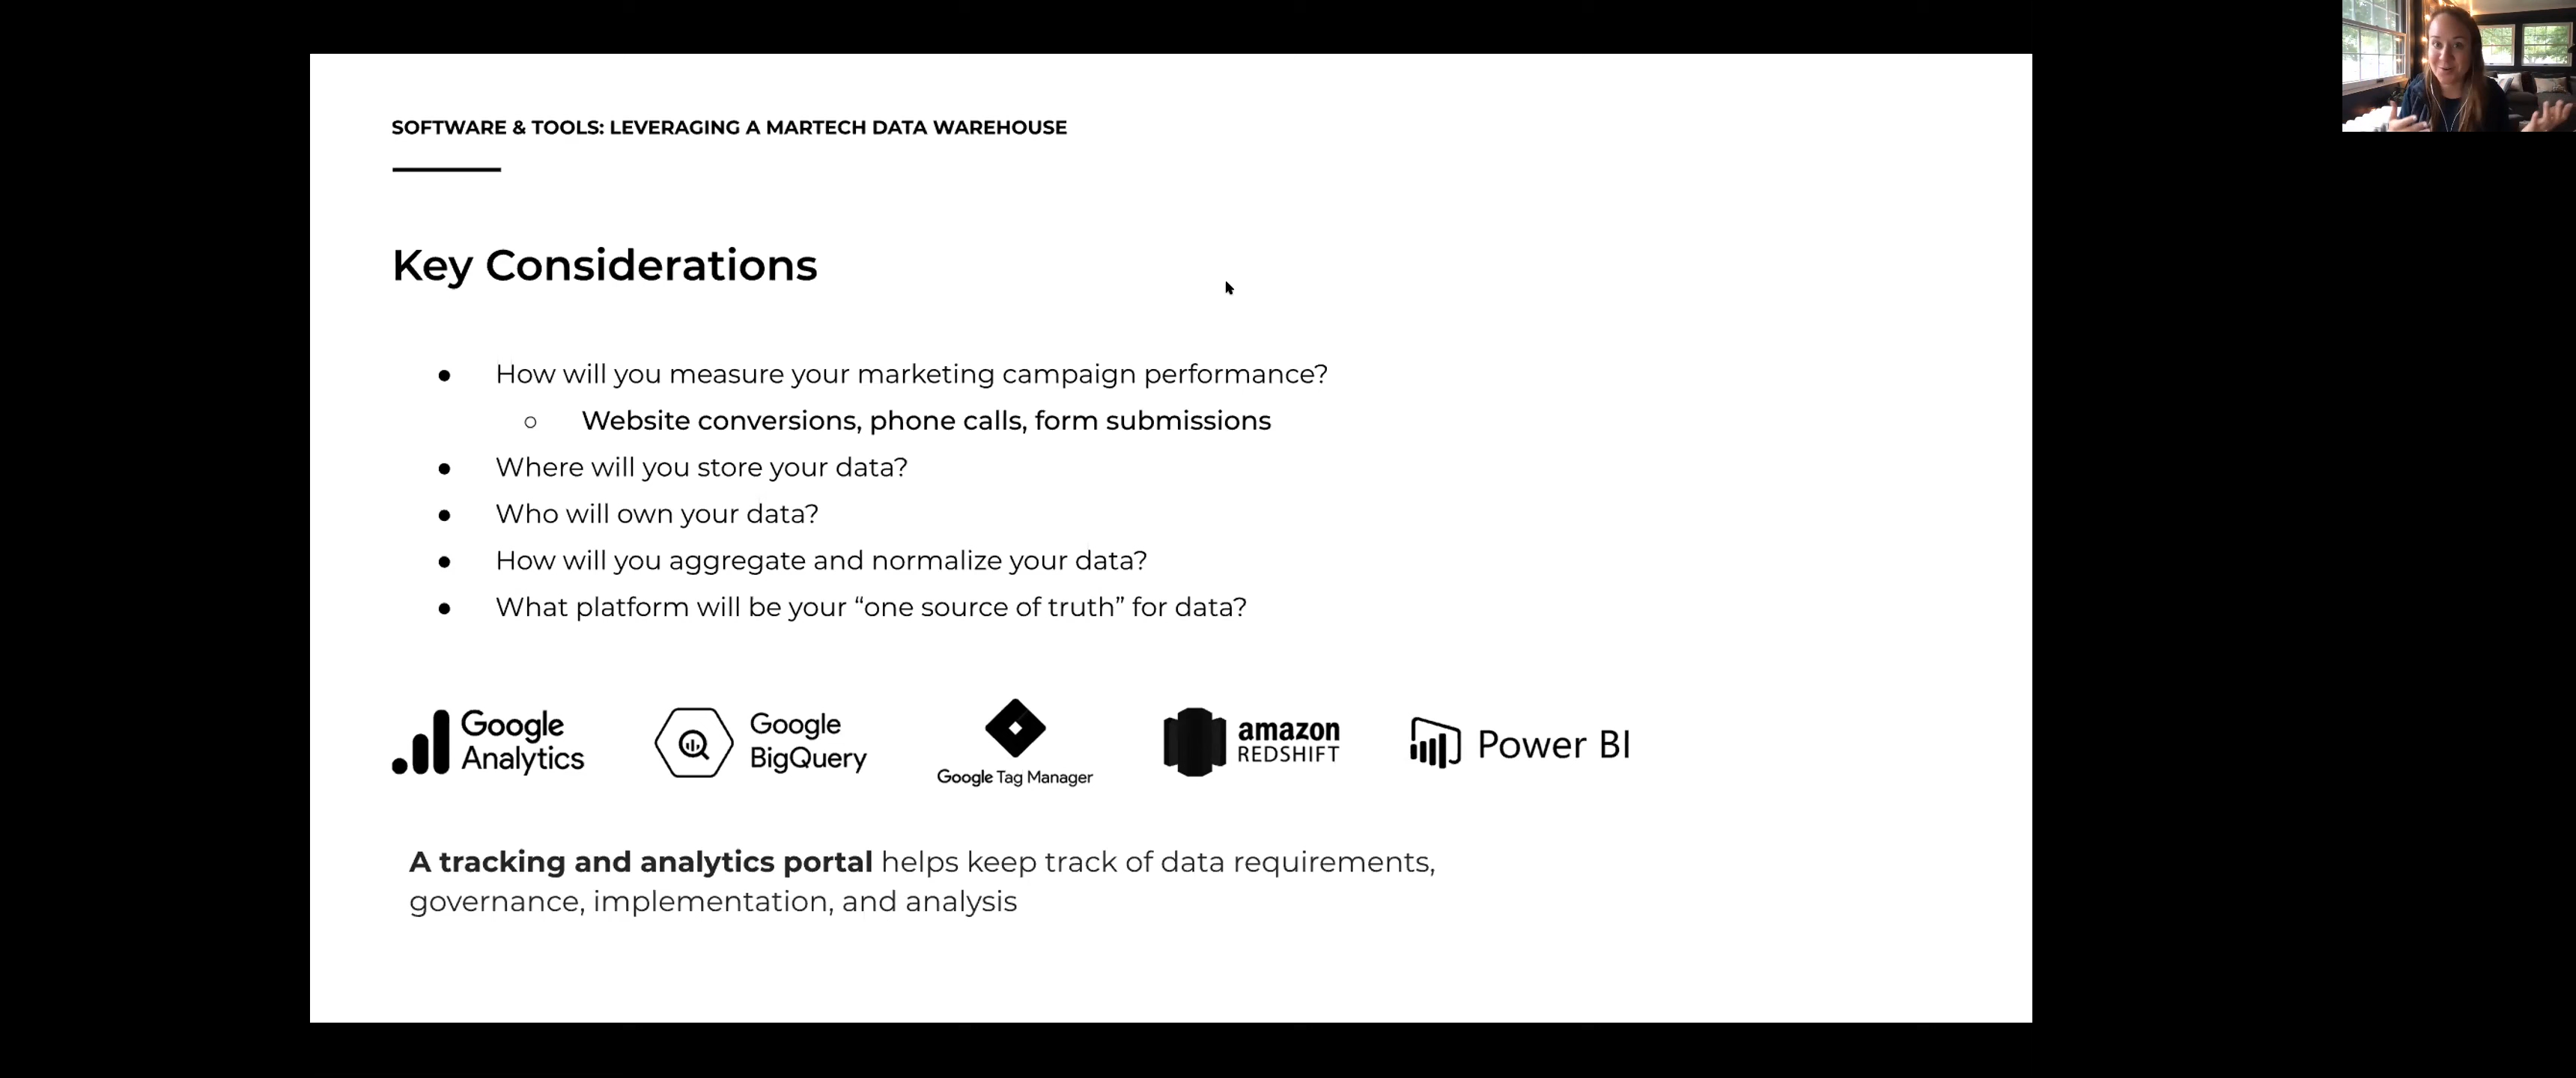 SOFTWARE & TOOLS: LEVERAGING A MARTECH DATA WAREHOUSE
Key Considerations
● How will you measure your marketing campaign performance?
○ Website conversions, phone calls, form submissions
● Where will you store your data?
● Who will own your data?
● How will you aggregate and normalize your data?
● What platform will be your “one source of truth” for data?
Google
Analytics
Google
BigQuery
Google Tag Manager
amazon
REDSHIFT
Power BI
A tracking and analytics portal helps keep track of data requirements,
governance, implementation, and analysis